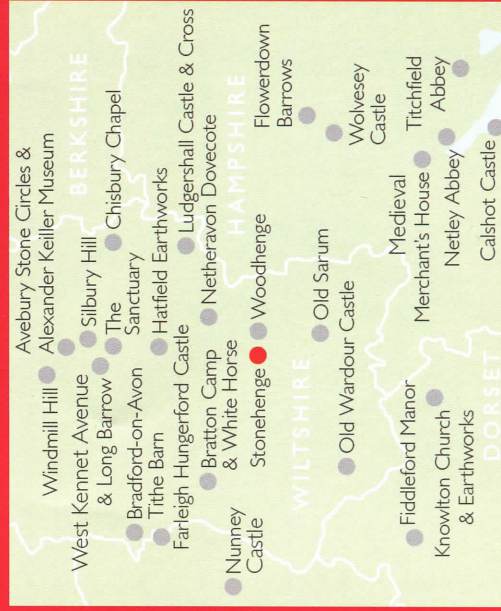 Avebury Stone Circles &
Alexander Keiller Museum
Windmill Hill
BERKSHIRE
Silbury Hill
West Kennet Avenue
& Long Barrow
The
Sanctuary
Chisbury Chapel
Bradford-on-Avon
Tithe Barn
Hatfield Earthworks
Farleigh Hungerford Castle
Ludgershall Castle & Cross
Bratton Camp
& White Horse
Netheravon Dovecote
Nunney
Castle
HAMPSHIRE
Stonehenge
Woodhenge
Flowerdown
Barrows
WILTSHIRE
Old Sarum
Wolvesey
Castle
Old Wardour Castle
Medieval
Merchant's House
Titchfield
Abbey
Fiddleford Manor
Netley Abbey
Knowlton Church
& Earthworks
Calshot Castle
DORSET